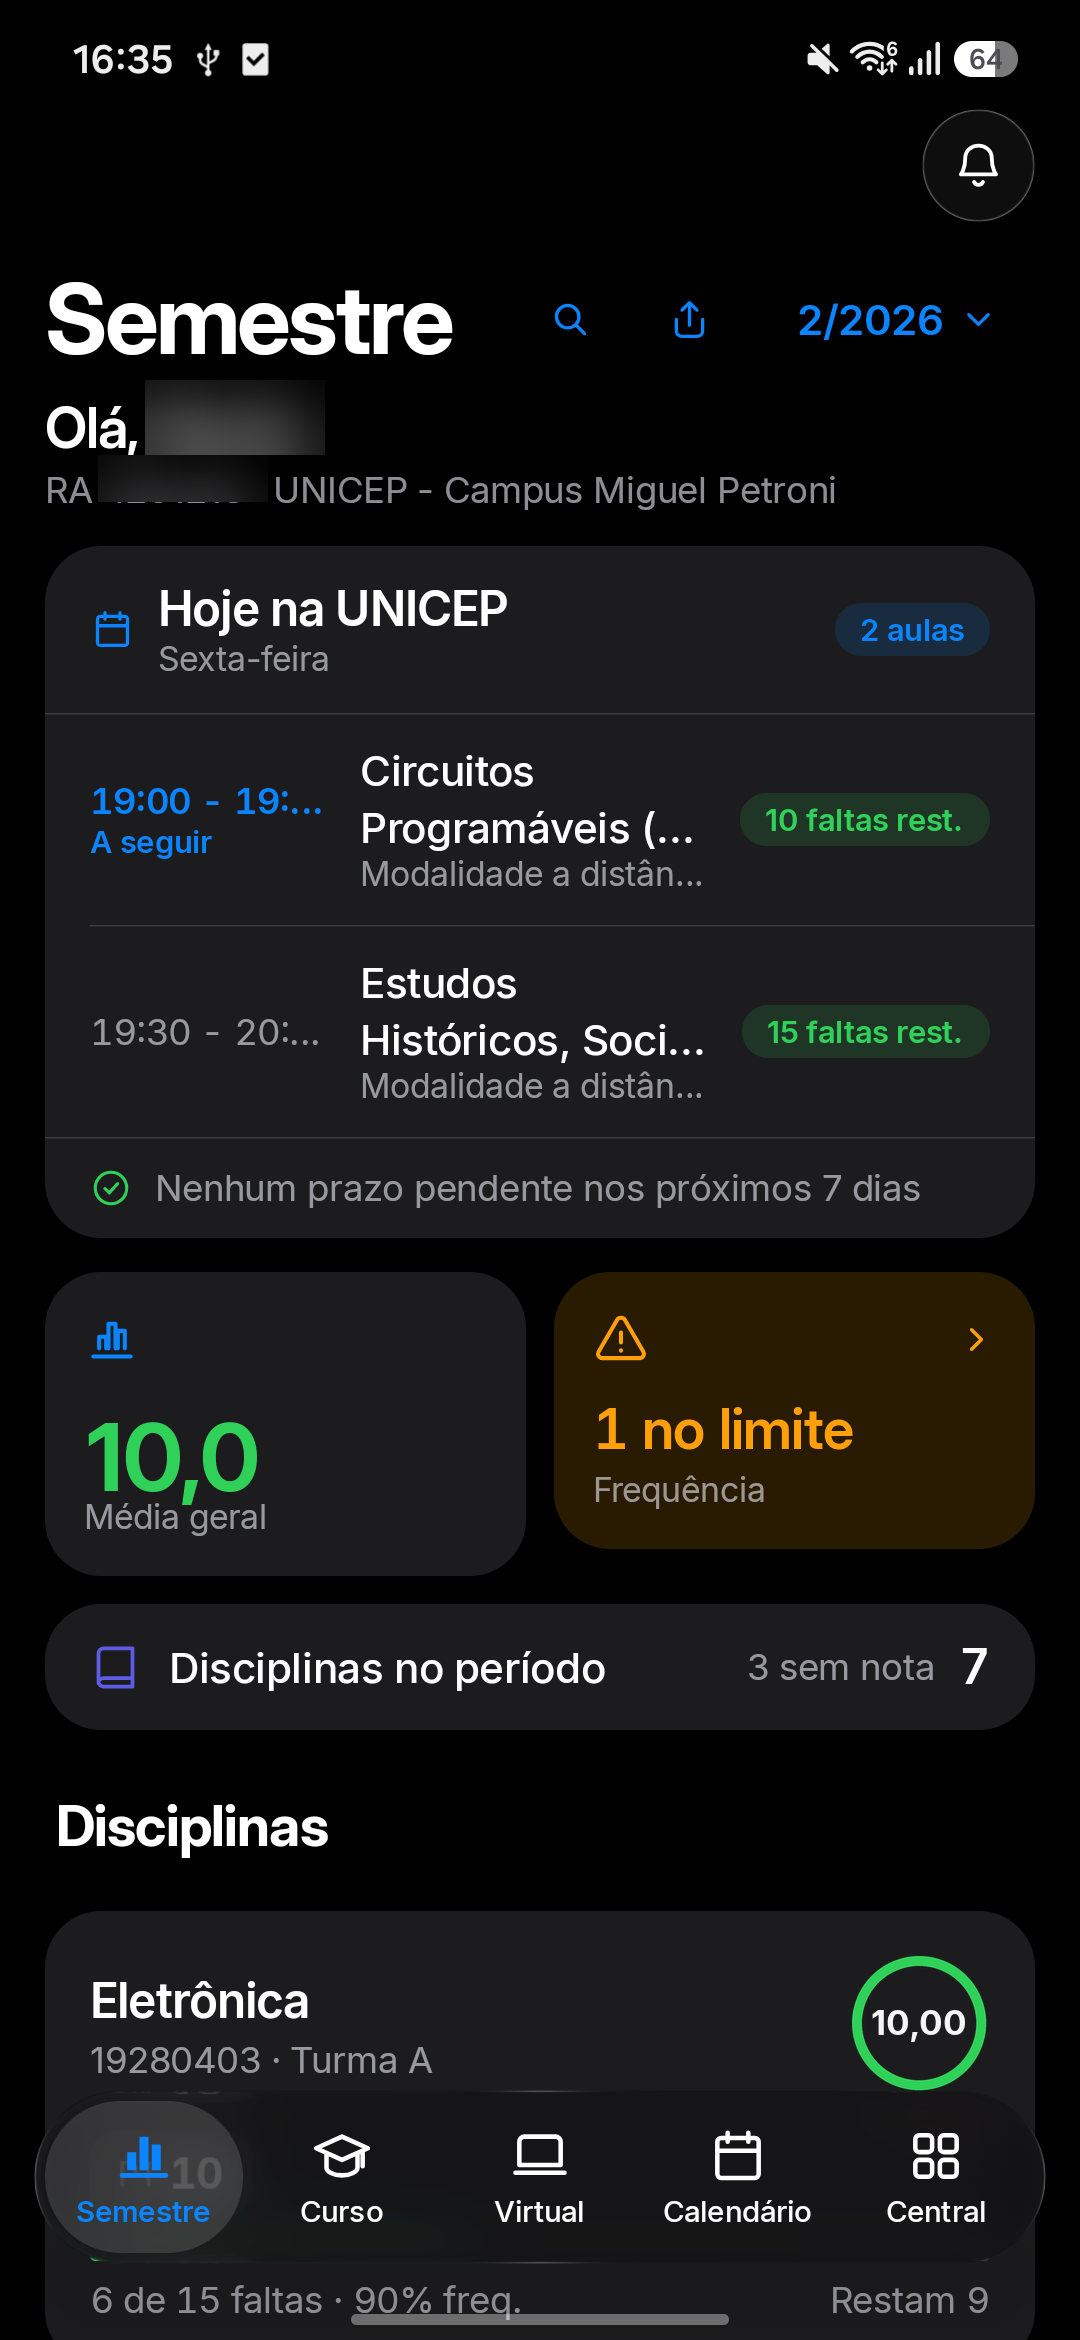 16:35
6
64
Semestre
2/2026
Olá,
RA
UNICEP - Campus Miguel Petroni
Hoje na UNICEP
Sexta-feira
2 aulas
19:00 - 19:...
A seguir
Circuitos
Programáveis (...
Modalidade a distân...
10 faltas rest.
19:30 - 20:...
Estudos
Históricos, Soci...
Modalidade a distân...
15 faltas rest.
Nenhum prazo pendente nos próximos 7 dias
10,0
Média geral
1 no limite
Frequência
Disciplinas no período
3 sem nota
7
Disciplinas
Eletrônica
19280403 · Turma A
10,00
10
Semestre
Curso
Virtual
Calendário
Central
6 de 15 faltas · 90% freq.
Restam 9